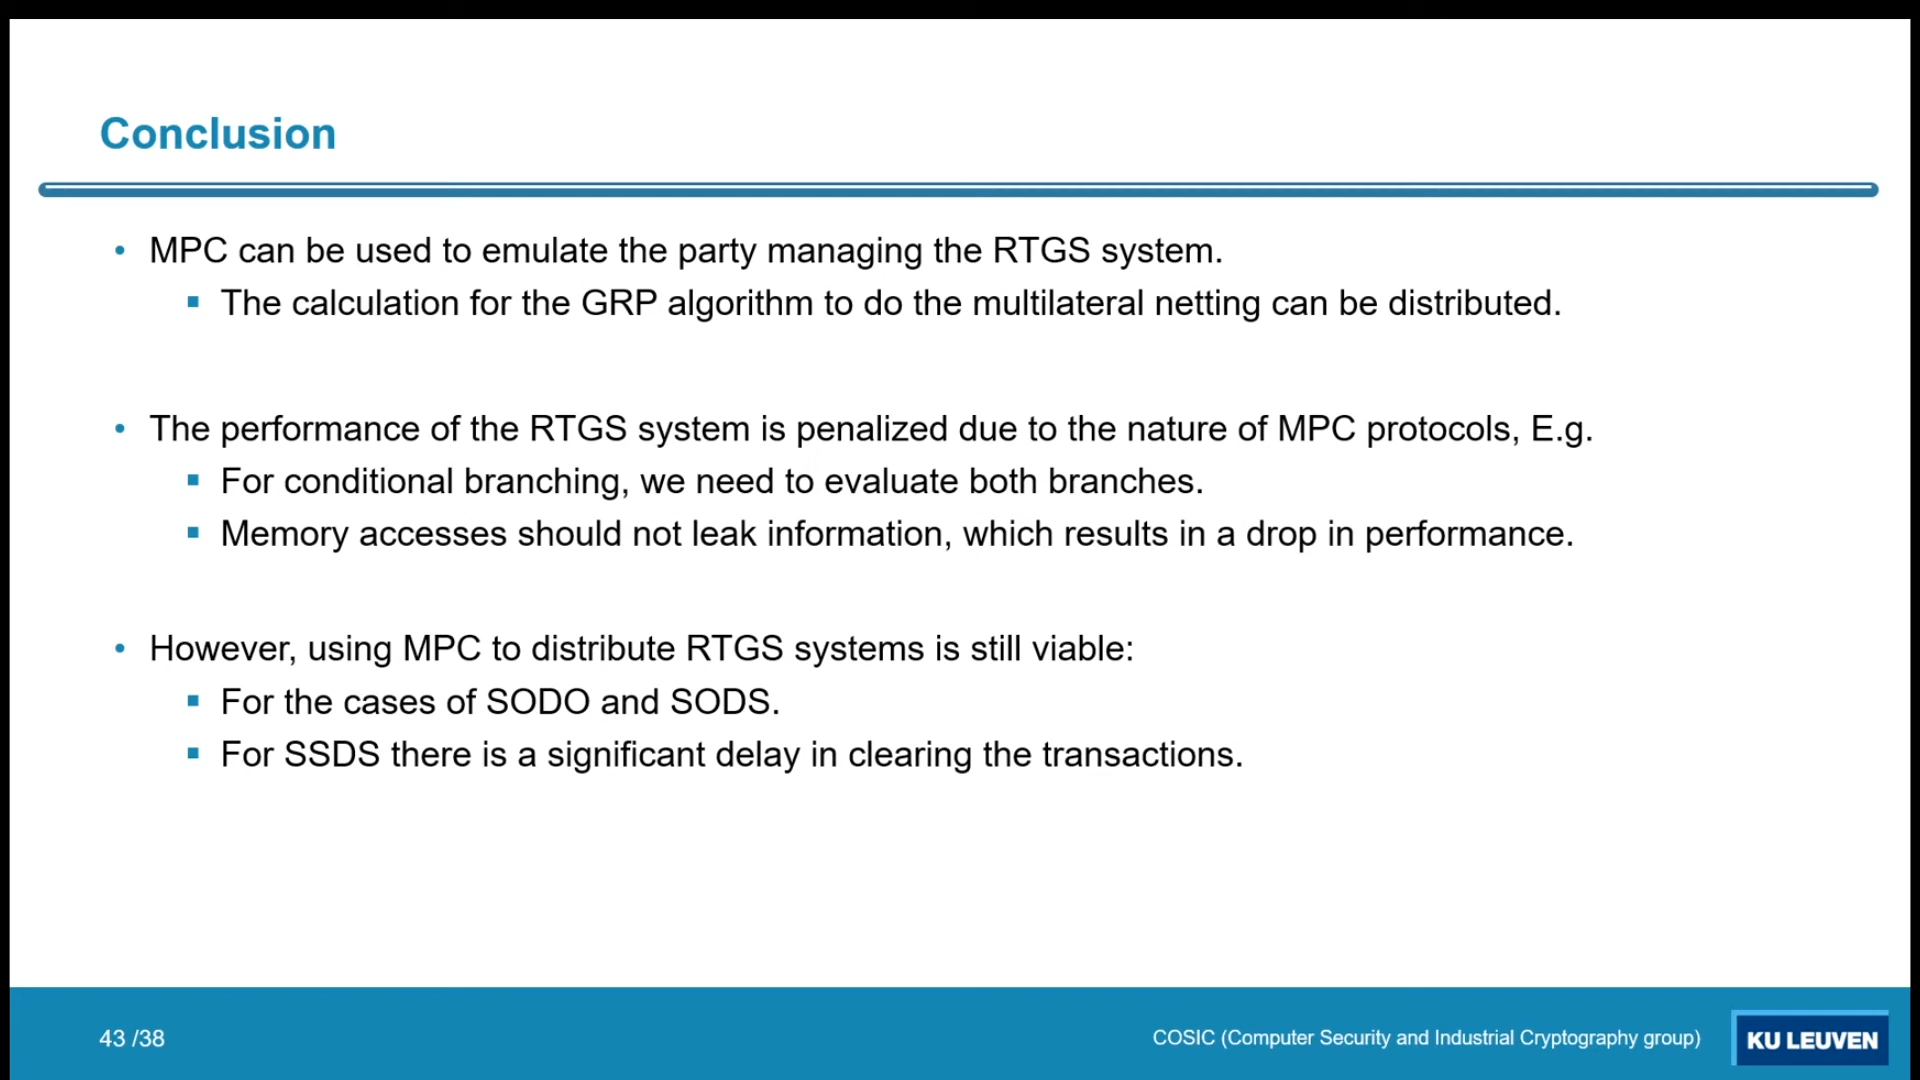 Conclusion
• MPC can be used to emulate the party managing the RTGS system.
▪ The calculation for the GRP algorithm to do the multilateral netting can be distributed.
• The performance of the RTGS system is penalized due to the nature of MPC protocols, E.g.
▪ For conditional branching, we need to evaluate both branches.
▪ Memory accesses should not leak information, which results in a drop in performance.
• However, using MPC to distribute RTGS systems is still viable:
▪ For the cases of SODO and SODS.
▪ For SSDS there is a significant delay in clearing the transactions.
43 /38
COSIC (Computer Security and Industrial Cryptography group)
KU LEUVEN